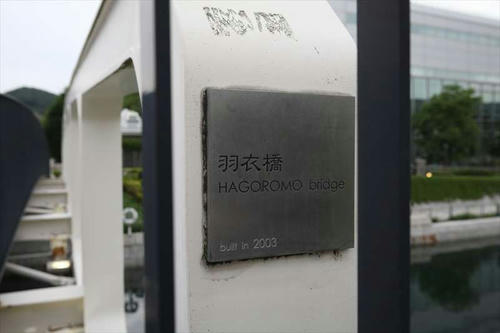 羽衣橋
HAGOROMO bridge
built in 2003